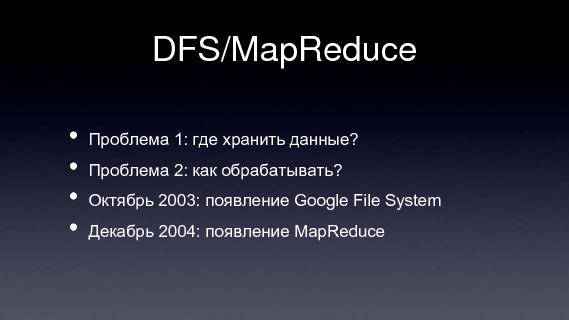 DFS/MapReduce
• Проблема 1: где хранить данные?
• Проблема 2: как обрабатывать?
• Октябрь 2003: появление Google File System
• Декабрь 2004: появление MapReduce